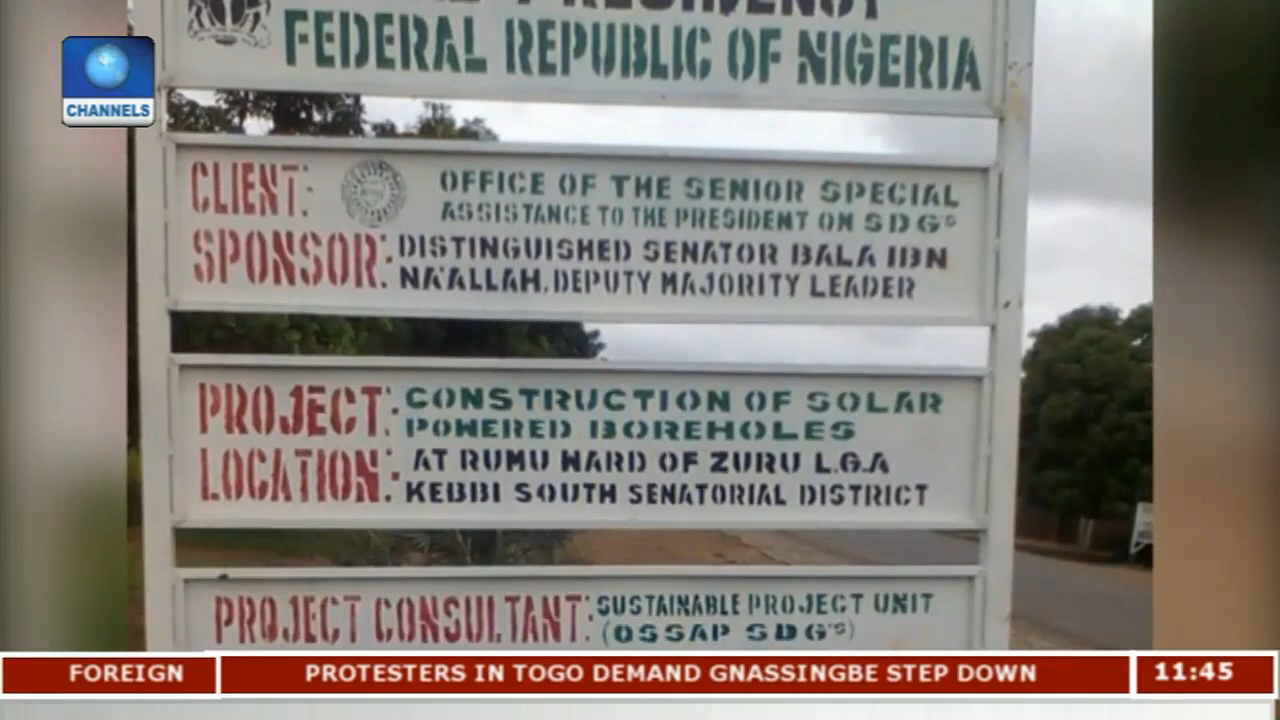 PRESIDENCY
FEDERAL REPUBLIC OF NIGERIA
CHANNELS
CLIENT: OFFICE OF THE SENIOR SPECIAL
ASSISTANCE TO THE PRESIDENT ON SDG'S
SPONSOR: DISTINGUISHED SENATOR BALA IBN
NA'ALLAH, DEPUTY MAJORITY LEADER
PROJECT: CONSTRUCTION OF SOLAR
POWERED BOREHOLES
LOCATION: AT RUMU WARD OF ZURU L.G.A
KEBBI SOUTH SENATORIAL DISTRICT
PROJECT CONSULTANT: SUSTAINABLE PROJECT UNIT
(OSSAP SDG'S)
FOREIGN PROTESTERS IN TOGO DEMAND GNASSINGBE STEP DOWN 11:45